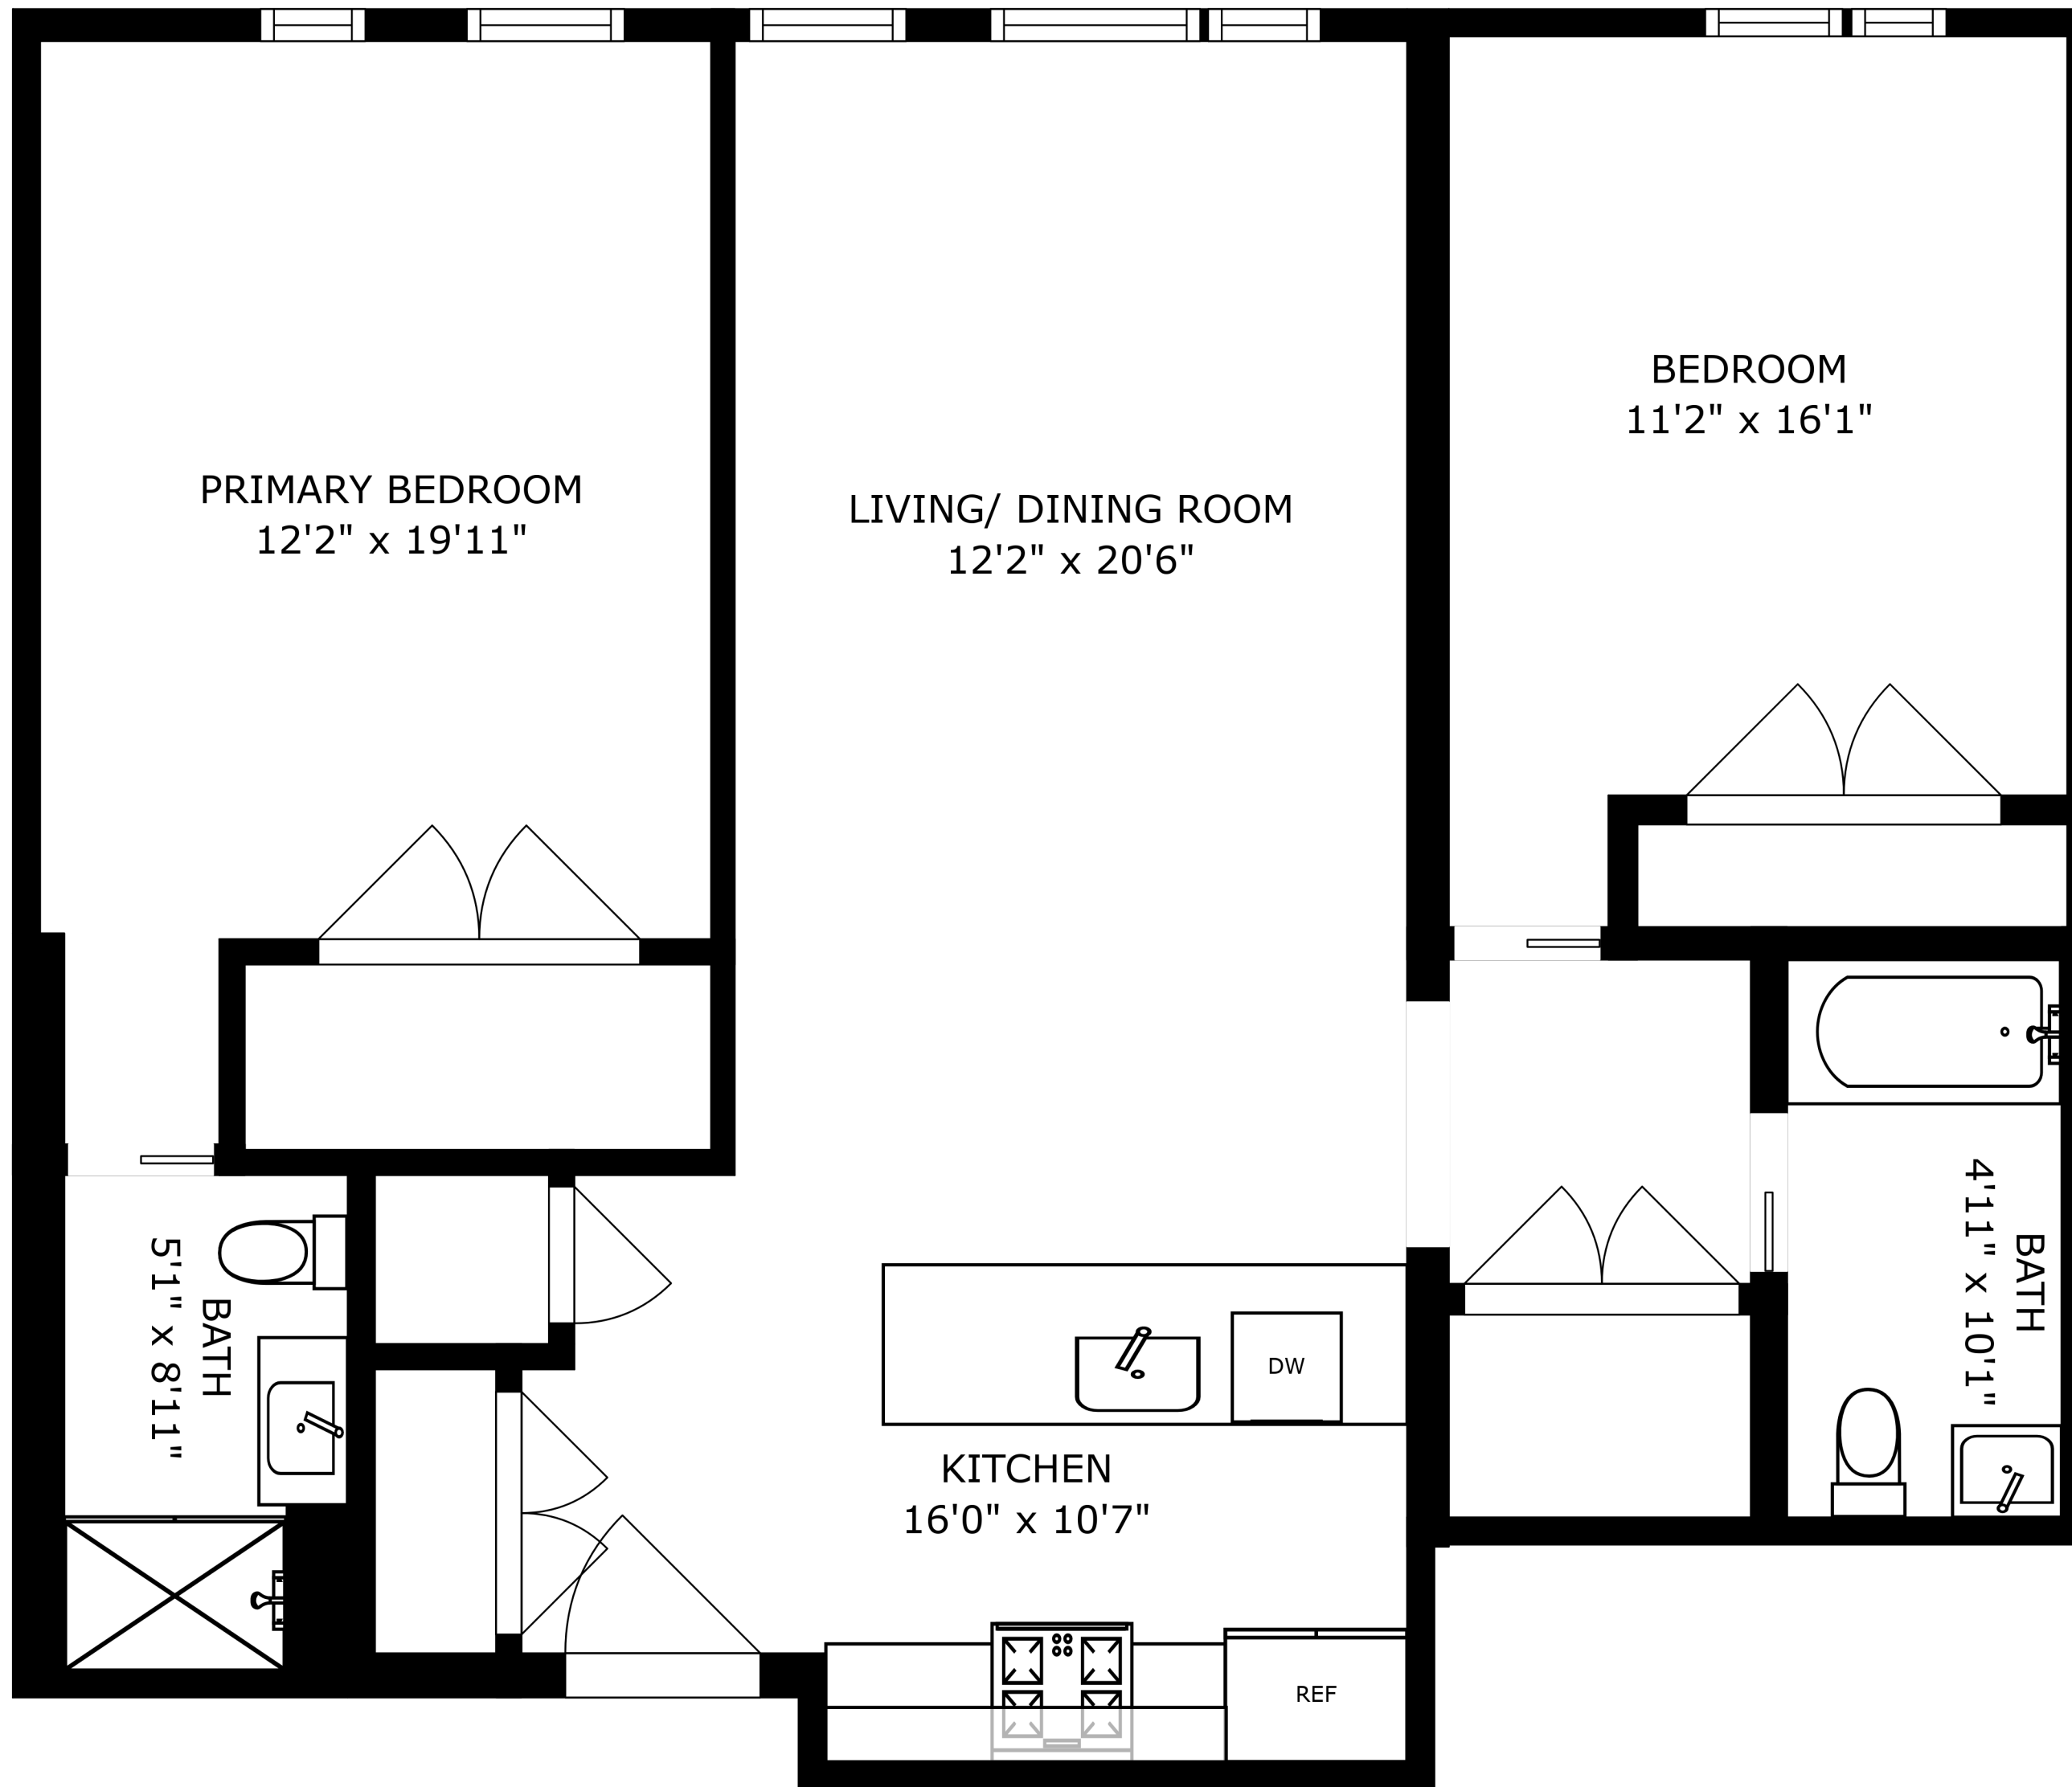 BEDROOM
11'2" x 16'1"
PRIMARY BEDROOM
12'2" x 19'11"
LIVING/ DINING ROOM
12'2" x 20'6"
BATH
4'11" x 10'1"
BATH
5'1" x 8'11"
DW
KITCHEN
16'0" x 10'7"
REF